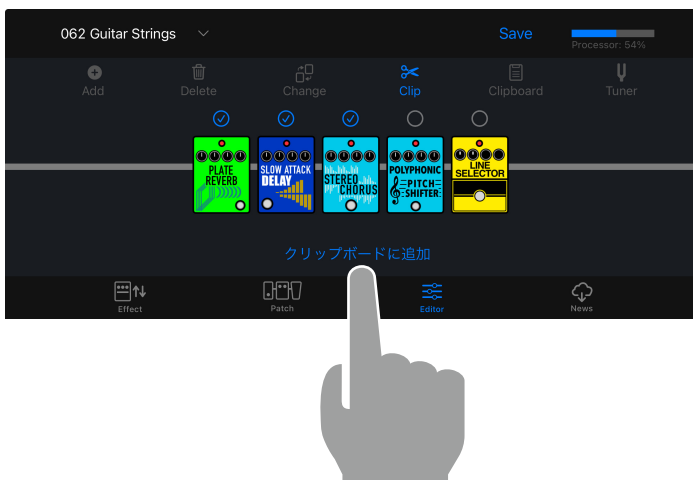 062 Guitar Strings
Save
Processor: 54%
Add
Delete
Change
Clip
Clipboard
Tuner
PLATE
REVERB
SLOW ATTACK
DELAY
STEREO
CHORUS
POLYPHONIC
PITCH
SHIFTER
LINE
SELECTOR
クリップボードに追加
Effect
Patch
Editor
News